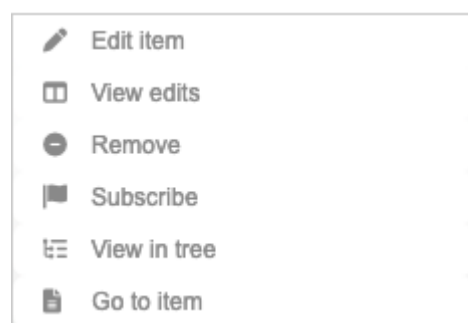 Edit item
View edits
Remove
Subscribe
View in tree
Go to item